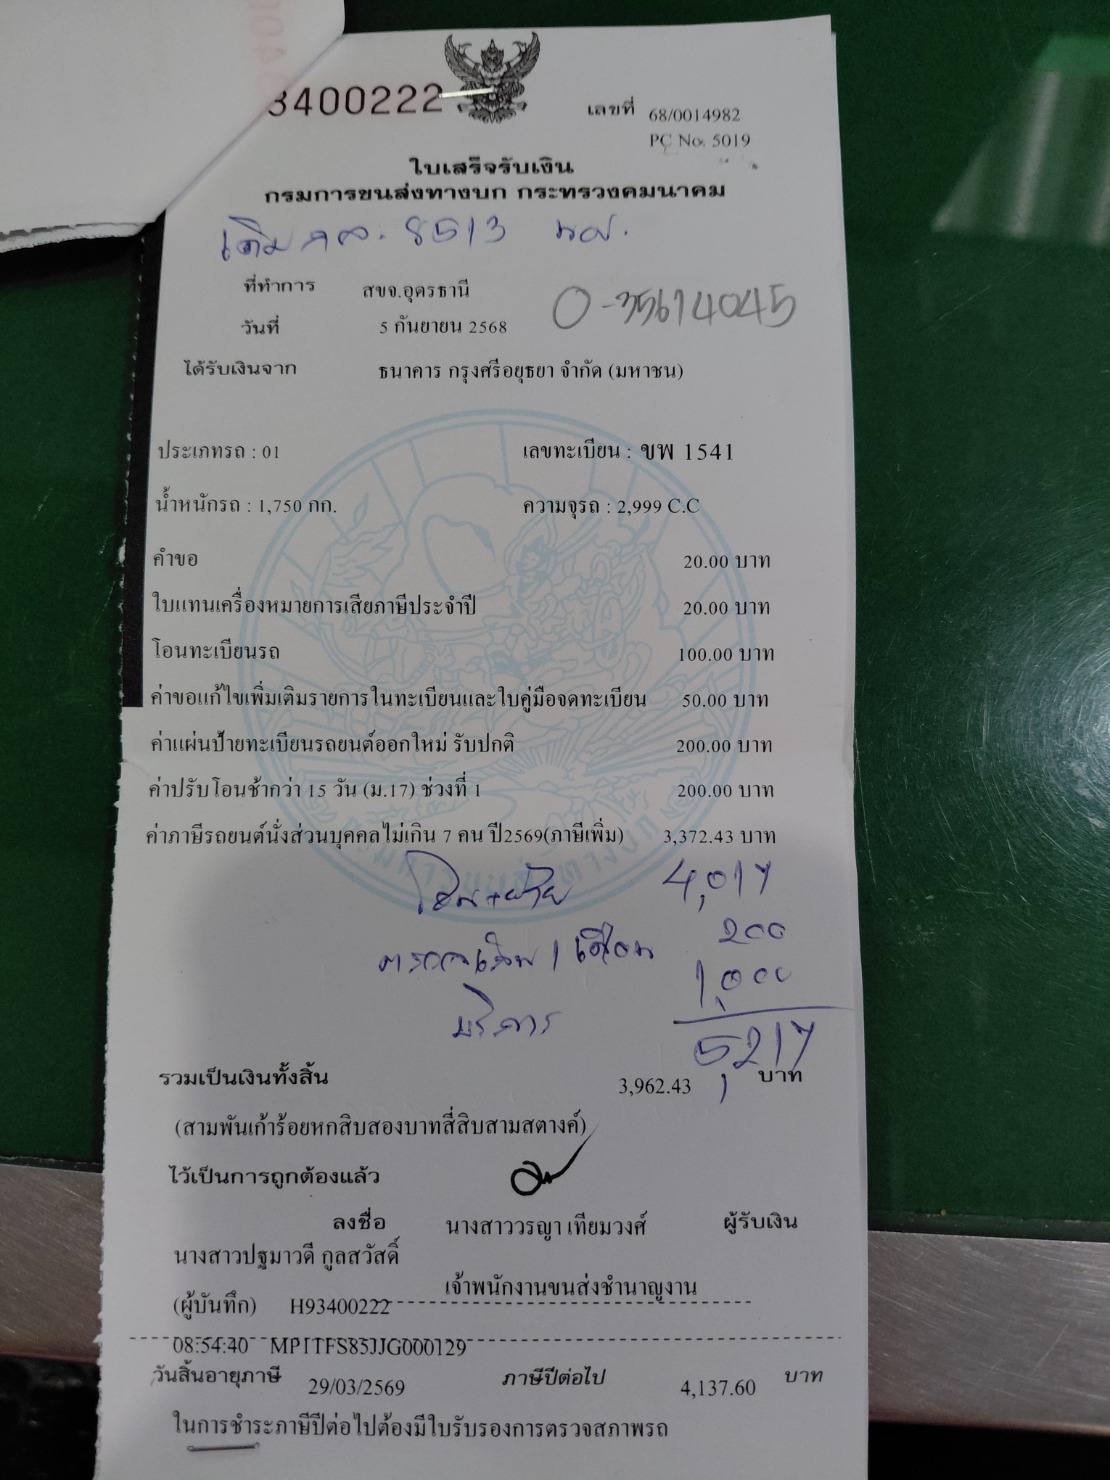 3400222
เลขที่ 68/0014982
PC No. 5019
ใบเสร็จรับเงิน
กรมการขนส่งทางบก กระทรวงคมนาคม
เดิม 8513
ที่ทำการ สขจ.อุดรธานี
0-35614045
วันที่ 5 กันยายน 2568
ได้รับเงินจาก ธนาคาร กรุงศรีอยุธยา จำกัด (มหาชน)
ประเภทรถ : 01 เลขทะเบียน : ขพ 1541
น้ำหนักรถ : 1,750 กก. ความจุรถ : 2,999 C.C
คำขอ 20.00 บาท
ใบแทนเครื่องหมายการเสียภาษีประจำปี 20.00 บาท
โอนทะเบียนรถ 100.00 บาท
ค่าขอแก้ไขเพิ่มเติมรายการในทะเบียนและใบคู่มือจดทะเบียน 50.00 บาท
ค่าแผ่นป้ายทะเบียนรถยนต์ออกใหม่ รับปกติ 200.00 บาท
ค่าปรับโอนช้ากว่า 15 วัน (ม.17) ช่วงที่ 1 200.00 บาท
ค่าภาษีรถยนต์นั่งส่วนบุคคลไม่เกิน 7 คน ปี2569(ภาษีเพิ่ม) 3,372.43 บาท
โอน+ย้าย 4,017
1 เดือน 200
บริการ 1,000
5,217
รวมเป็นเงินทั้งสิ้น 3,962.43 บาท
(สามพันเก้าร้อยหกสิบสองบาทสี่สิบสามสตางค์)
ไว้เป็นการถูกต้องแล้ว
ลงชื่อ นางสาววรญา เทียมวงศ์ ผู้รับเงิน
นางสาวปฐมาวดี กูลสวัสดิ์
เจ้าพนักงานขนส่งชำนาญงาน
(ผู้บันทึก) H93400222
08:54:40 MP1TFS85JJG000129
วันสิ้นอายุภาษี 29/03/2569 ภาษีปีต่อไป 4,137.60 บาท
ในการชำระภาษีปีต่อไปต้องมีใบรับรองการตรวจสภาพรถ